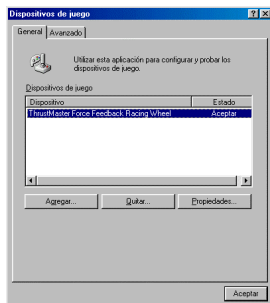 Dispositivos de juego
General Avanzado
Utilizar esta aplicación para configurar y probar los
dispositivos de juego.
Dispositivos de juego
Dispositivo Estado
ThrustMaster Force Feedback Racing Wheel Aceptar
Agregar... Quitar... Propiedades...
Aceptar